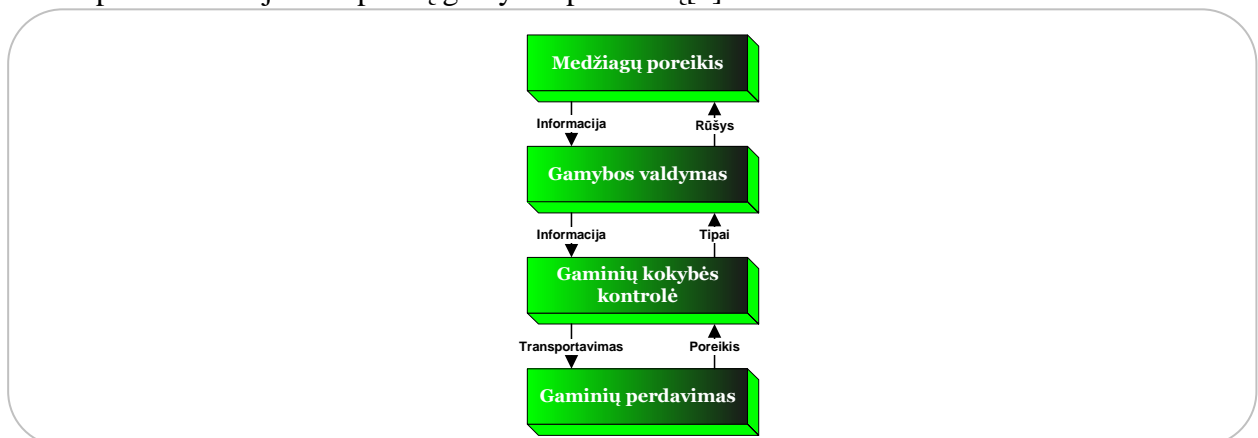 Medžiagų poreikis
Informacija
Rūšys
Gamybos valdymas
Informacija
Tipai
Gaminių kokybės
kontrolė
Transportavimas
Poreikis
Gaminių perdavimas